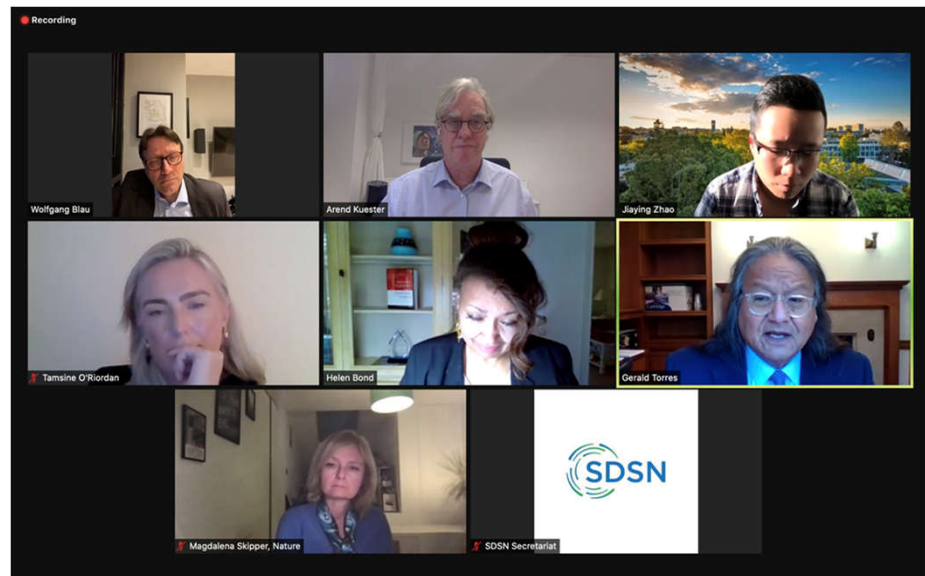 Recording
Wolfgang Blau
Arend Kuester
Jiaying Zhao
Tamsine O'Riordan
Helen Bond
Gerald Torres
Magdalena Skipper, Nature
SDSN
SDSN Secretariat